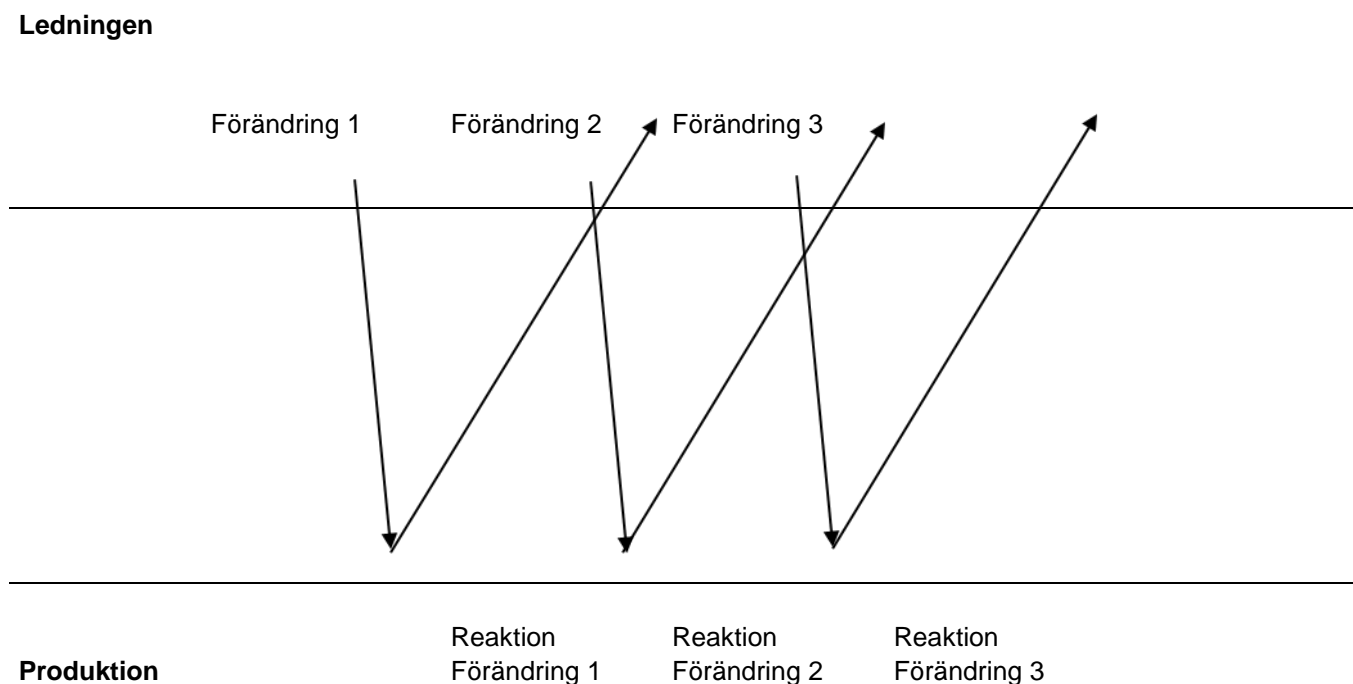 Ledningen
Förändring 1 Förändring 2 Förändring 3
Reaktion Reaktion Reaktion
Produktion Förändring 1 Förändring 2 Förändring 3